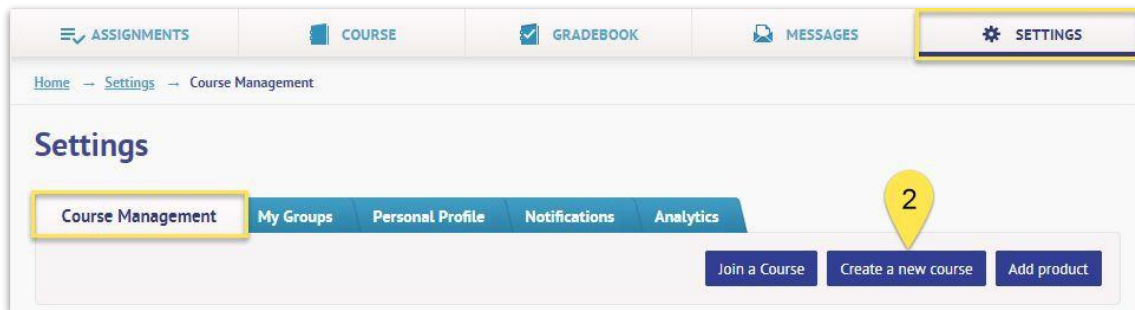 ASSIGNMENTS COURSE GRADEBOOK MESSAGES SETTINGS
Home → Settings → Course Management
Settings
Course Management My Groups Personal Profile Notifications Analytics
2
Join a Course Create a new course Add product